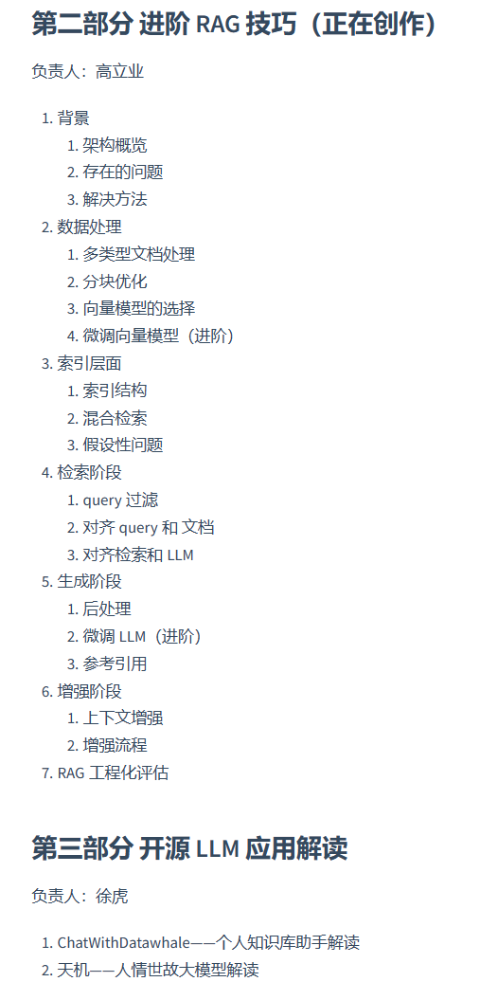 第二部分 进阶 RAG 技巧（正在创作）
负责人：高立业
1. 背景
1. 架构概览
2. 存在的问题
3. 解决方法
2. 数据处理
1. 多类型文档处理
2. 分块优化
3. 向量模型的选择
4. 微调向量模型（进阶）
3. 索引层面
1. 索引结构
2. 混合检索
3. 假设性问题
4. 检索阶段
1. query 过滤
2. 对齐 query 和 文档
3. 对齐检索和 LLM
5. 生成阶段
1. 后处理
2. 微调 LLM（进阶）
3. 参考引用
6. 增强阶段
1. 上下文增强
2. 增强流程
7. RAG 工程化评估
第三部分 开源 LLM 应用解读
负责人：徐虎
1. ChatWithDatawhale——个人知识库助手解读
2. 天机——人情世故大模型解读